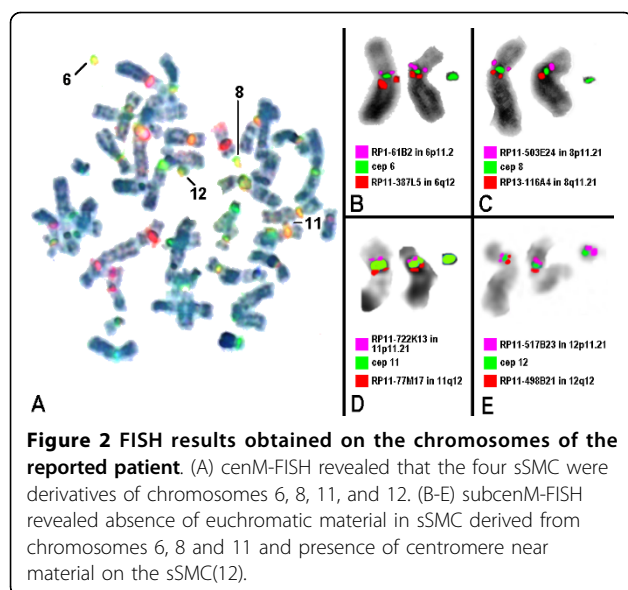 6
8
12
11
A
RP1-61B2 in 6p11.2
cep 6
RP11-387L5 in 6q12
B
RP11-503E24 in 8p11.21
cep 8
RP13-116A4 in 8q11.21
C
RP11-722K13 in
11p11.21
cep 11
RP11-77M17 in 11q12
D
RP11-517B23 in 12p11.21
cep 12
RP11-498B21 in 12q12
E
Figure 2 FISH results obtained on the chromosomes of the
reported patient. (A) cenM-FISH revealed that the four sSMC were
derivatives of chromosomes 6, 8, 11, and 12. (B-E) subcenM-FISH
revealed absence of euchromatic material in sSMC derived from
chromosomes 6, 8 and 11 and presence of centromere near
material on the sSMC(12).